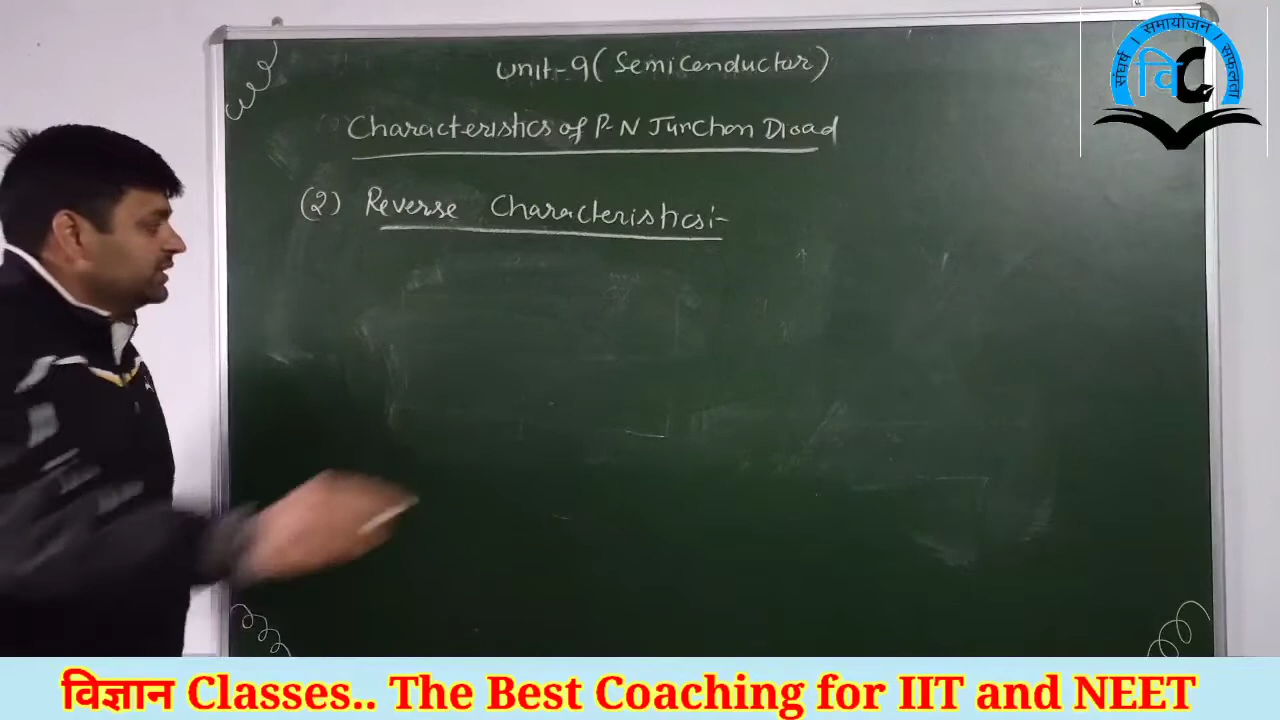 Unit-9 (Semiconductor)
Characteristics of P-N Junction Dioad
(2) Reverse Characteristics:-
संघर्ष । समायोजन । सफलता
वि C
विज्ञान Classes.. The Best Coaching for IIT and NEET